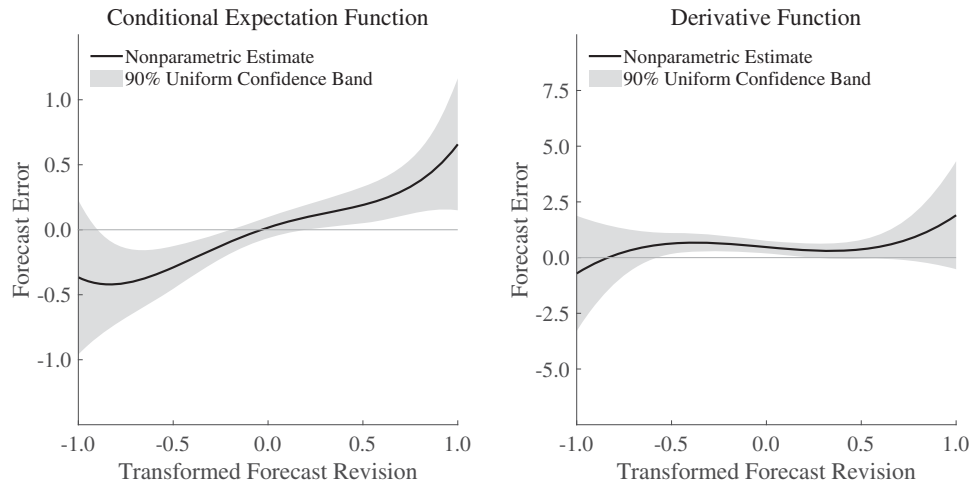 Conditional Expectation Function
Nonparametric Estimate
90% Uniform Confidence Band
1.0
0.5
0.0
-0.5
-1.0
Forecast Error
-1.0 -0.5 0.0 0.5 1.0
Transformed Forecast Revision
Derivative Function
Nonparametric Estimate
90% Uniform Confidence Band
7.5
5.0
2.5
0.0
-2.5
-5.0
Forecast Error
-1.0 -0.5 0.0 0.5 1.0
Transformed Forecast Revision